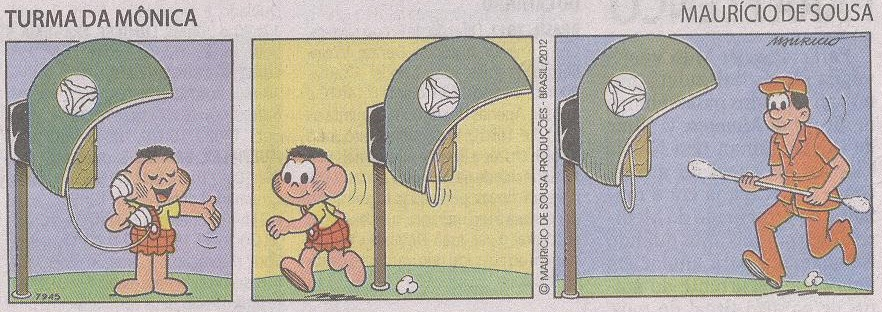 TURMA DA MÔNICA
MAURÍCIO DE SOUSA
7945
© MAURICIO DE SOUSA PRODUÇÕES - BRASIL/2012
MAURICIO